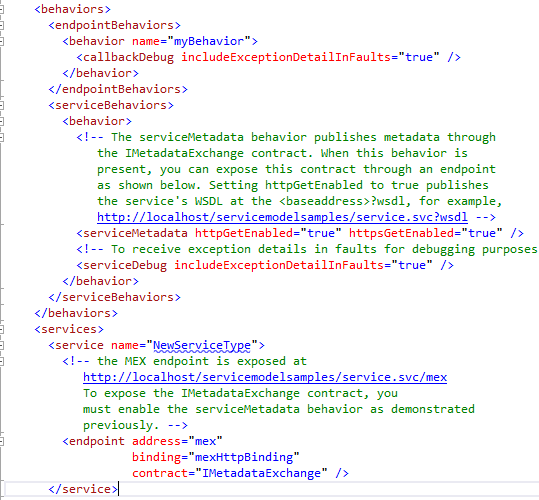 <behaviors>
<endpointBehaviors>
<behavior name="myBehavior">
<callbackDebug includeExceptionDetailInFaults="true" />
</behavior>
</endpointBehaviors>
<serviceBehaviors>
<behavior>
<!-- The serviceMetadata behavior publishes metadata through
the IMetadataExchange contract. When this behavior is
present, you can expose this contract through an endpoint
as shown below. Setting httpGetEnabled to true publishes
the service's WSDL at the <baseaddress>?wsdl, for example,
http://localhost/servicemodelsamples/service.svc?wsdl -->
<serviceMetadata httpGetEnabled="true" httpsGetEnabled="true" />
<!-- To receive exception details in faults for debugging purposes
<serviceDebug includeExceptionDetailInFaults="true" />
</behavior>
</serviceBehaviors>
</behaviors>
<services>
<service name="NewServiceType">
<!-- the MEX endpoint is exposed at
http://localhost/servicemodelsamples/service.svc/mex
To expose the IMetadataExchange contract, you
must enable the serviceMetadata behavior as demonstrated
previously. -->
<endpoint address="mex"
binding="mexHttpBinding"
contract="IMetadataExchange" />
</service>